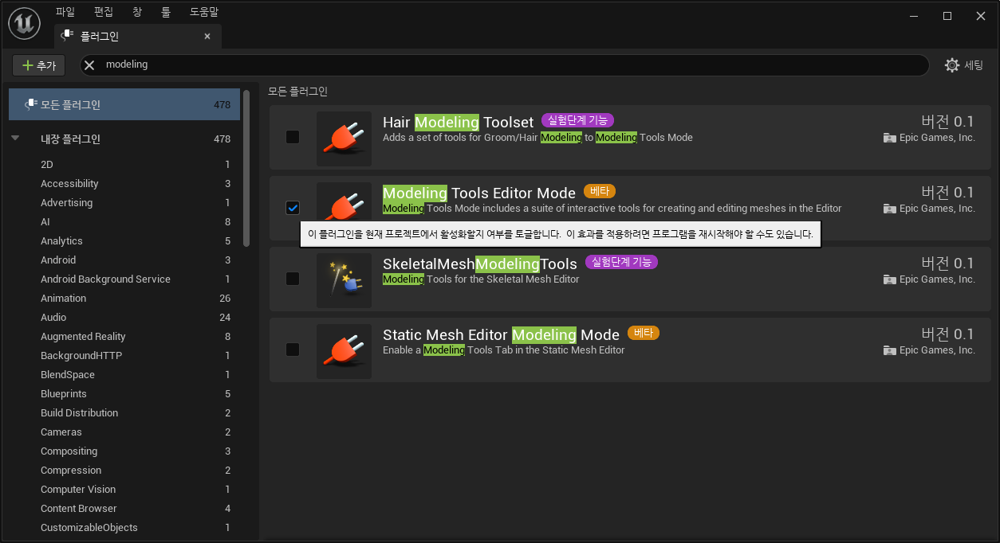 파일 편집 창 툴 도움말
플러그인
추가
modeling
세팅
모든 플러그인 478
내장 플러그인 478
2D 1
Accessibility 3
Advertising 1
AI 8
Analytics 5
Android 3
Android Background Service 1
Animation 26
Audio 24
Augmented Reality 8
BackgroundHTTP 1
BlendSpace 1
Blueprints 5
Build Distribution 2
Cameras 2
Compositing 3
Compression 2
Computer Vision 1
Content Browser 4
CustomizableObjects 1
모든 플러그인
Hair Modeling Toolset 실험단계 기능 버전 0.1
Adds a set of tools for Groom/Hair Modeling to Modeling Tools Mode Epic Games, Inc.
Modeling Tools Editor Mode 베타 버전 0.1
Modeling Tools Mode includes a suite of interactive tools for creating and editing meshes in the Editor Epic Games, Inc.
이 플러그인을 현재 프로젝트에서 활성화할지 여부를 토글합니다. 이 효과를 적용하려면 프로그램을 재시작해야 할 수도 있습니다.
SkeletalMeshModelingTools 실험단계 기능 버전 0.1
Modeling Tools for the Skeletal Mesh Editor Epic Games, Inc.
Static Mesh Editor Modeling Mode 베타 버전 0.1
Enable a Modeling Tools Tab in the Static Mesh Editor Epic Games, Inc.